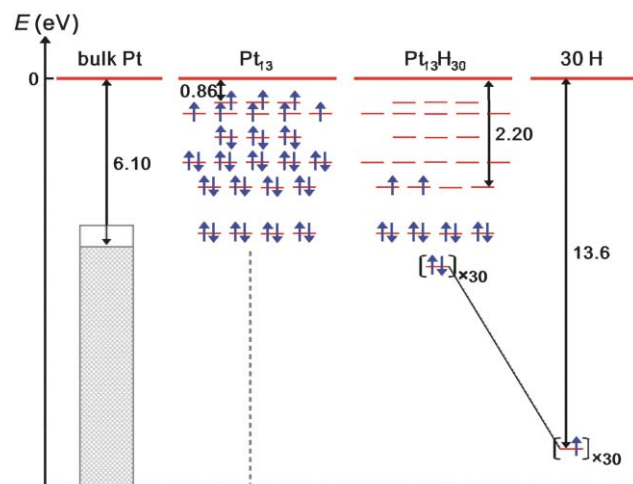 E (eV)
bulk Pt
Pt₁₃
Pt₁₃H₃₀
30 H
0
0.86
2.20
6.10
13.6
[ ]×30
[ ]×30